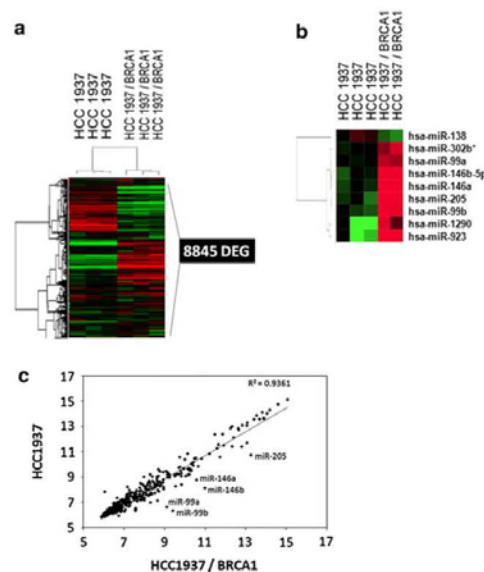 a
HCC 1937
HCC 1937
HCC 1937
HCC 1937 / BRCA1
HCC 1937 / BRCA1
HCC 1937 / BRCA1
8845 DEG
b
HCC 1937
HCC 1937
HCC 1937
HCC 1937 / BRCA1
HCC 1937 / BRCA1
hsa-miR-138
hsa-miR-302b*
hsa-miR-99a
hsa-miR-146b-5p
hsa-miR-146a
hsa-miR-205
hsa-miR-99b
hsa-miR-1290
hsa-miR-923
c
17
15
13
11
9
7
5
HCC1937
R² = 0.9361
miR-205
miR-146a
miR-146b
miR-99a
miR-99b
5 7 9 11 13 15 17
HCC1937 / BRCA1